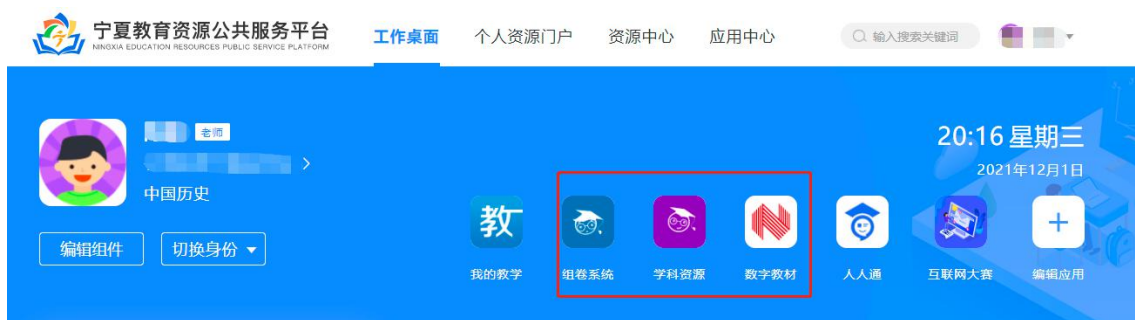 宁夏教育资源公共服务平台
NINGXIA EDUCATION RESOURCES PUBLIC SERVICE PLATFORM
工作桌面 个人资源门户 资源中心 应用中心 输入搜索关键词
老师
中国历史
编辑组件 切换身份
20:16 星期三
2021年12月1日
教
我的教学 组卷系统 学科资源 数字教材 人人通 互联网大赛 编辑应用